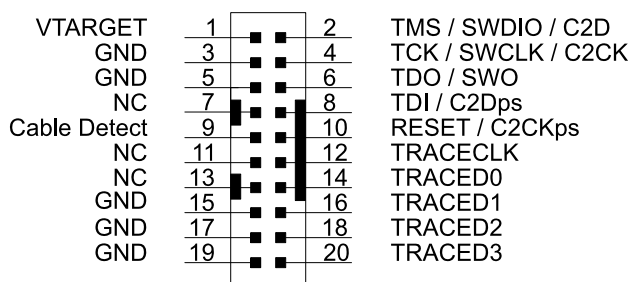 VTARGET 1 2 TMS / SWDIO / C2D
GND 3 4 TCK / SWCLK / C2CK
GND 5 6 TDO / SWO
NC 7 8 TDI / C2Dps
Cable Detect 9 10 RESET / C2CKps
NC 11 12 TRACECLK
NC 13 14 TRACED0
GND 15 16 TRACED1
GND 17 18 TRACED2
GND 19 20 TRACED3